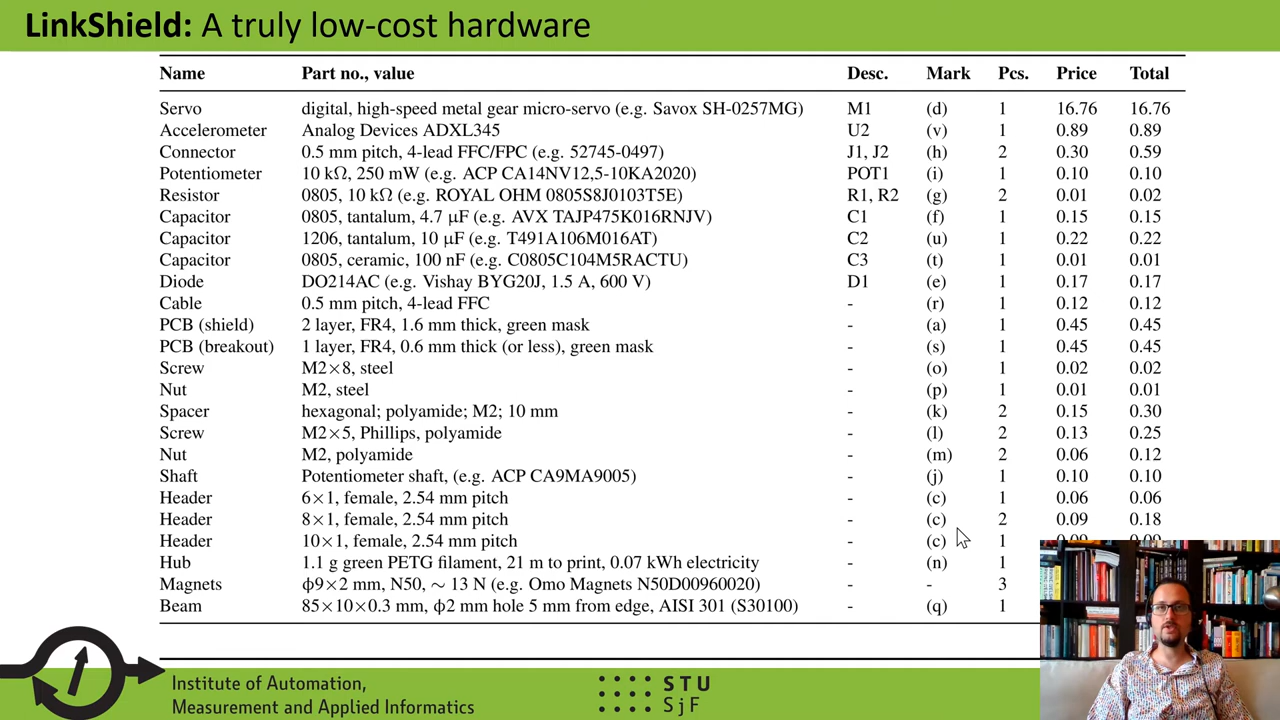 LinkShield: A truly low-cost hardware
Name Part no., value Desc. Mark Pcs. Price Total
Servo digital, high-speed metal gear micro-servo (e.g. Savox SH-0257MG) M1 (d) 1 16.76 16.76
Accelerometer Analog Devices ADXL345 U2 (v) 1 0.89 0.89
Connector 0.5 mm pitch, 4-lead FFC/FPC (e.g. 52745-0497) J1, J2 (h) 2 0.30 0.59
Potentiometer 10 kΩ, 250 mW (e.g. ACP CA14NV12,5-10KA2020) POT1 (i) 1 0.10 0.10
Resistor 0805, 10 kΩ (e.g. ROYAL OHM 0805S8J0103T5E) R1, R2 (g) 2 0.01 0.02
Capacitor 0805, tantalum, 4.7 μF (e.g. AVX TAJP475K016RNJV) C1 (f) 1 0.15 0.15
Capacitor 1206, tantalum, 10 μF (e.g. T491A106M016AT) C2 (u) 1 0.22 0.22
Capacitor 0805, ceramic, 100 nF (e.g. C0805C104M5RACTU) C3 (t) 1 0.01 0.01
Diode DO214AC (e.g. Vishay BYG20J, 1.5 A, 600 V) D1 (e) 1 0.17 0.17
Cable 0.5 mm pitch, 4-lead FFC - (r) 1 0.12 0.12
PCB (shield) 2 layer, FR4, 1.6 mm thick, green mask - (a) 1 0.45 0.45
PCB (breakout) 1 layer, FR4, 0.6 mm thick (or less), green mask - (s) 1 0.45 0.45
Screw M2×8, steel - (o) 1 0.02 0.02
Nut M2, steel - (p) 1 0.01 0.01
Spacer hexagonal; polyamide; M2; 10 mm - (k) 2 0.15 0.30
Screw M2×5, Phillips, polyamide - (l) 2 0.13 0.25
Nut M2, polyamide - (m) 2 0.06 0.12
Shaft Potentiometer shaft, (e.g. ACP CA9MA9005) - (j) 1 0.10 0.10
Header 6×1, female, 2.54 mm pitch - (c) 1 0.06 0.06
Header 8×1, female, 2.54 mm pitch - (c) 2 0.09 0.18
Header 10×1, female, 2.54 mm pitch - (c) 1
Hub 1.1 g green PETG filament, 21 m to print, 0.07 kWh electricity - (n) 1
Magnets ϕ9×2 mm, N50, ∼ 13 N (e.g. Omo Magnets N50D00960020) - - 3
Beam 85×10×0.3 mm, ϕ2 mm hole 5 mm from edge, AISI 301 (S30100) - (q) 1
Institute of Automation,
Measurement and Applied Informatics
S T U
S j F